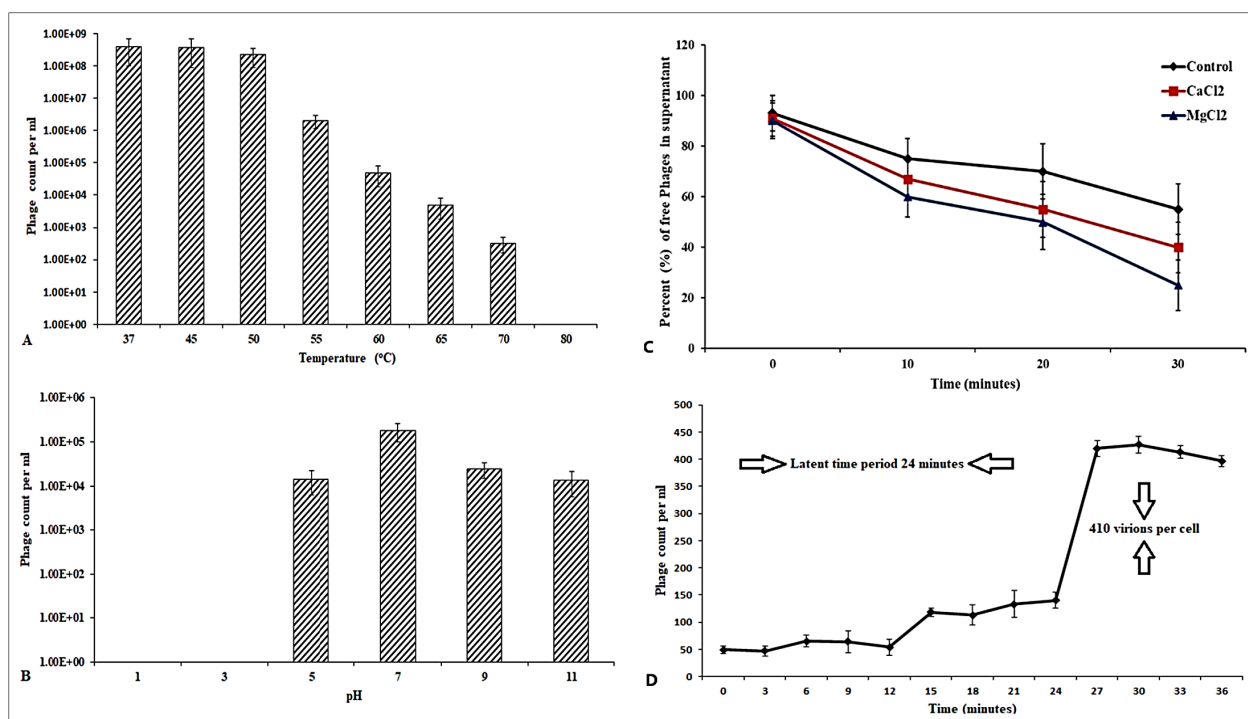 1.00E+09
1.00E+08
1.00E+07
1.00E+06
1.00E+05
1.00E+04
1.00E+03
1.00E+02
1.00E+01
1.00E+00
Phage count per ml
37 45 50 55 60 65 70 80
Temperature (°C)
A
1.00E+06
1.00E+05
1.00E+04
1.00E+03
1.00E+02
1.00E+01
1.00E+00
Phage count per ml
1 3 5 7 9 11
pH
B
120
100
80
60
40
20
0
Percent (%) of free Phages in supernatant
Control
CaCl2
MgCl2
0 10 20 30
Time (minutes)
C
500
450
400
350
300
250
200
150
100
50
0
Phage count per ml
Latent time period 24 minutes
410 virions per cell
0 3 6 9 12 15 18 21 24 27 30 33 36
Time (minutes)
D